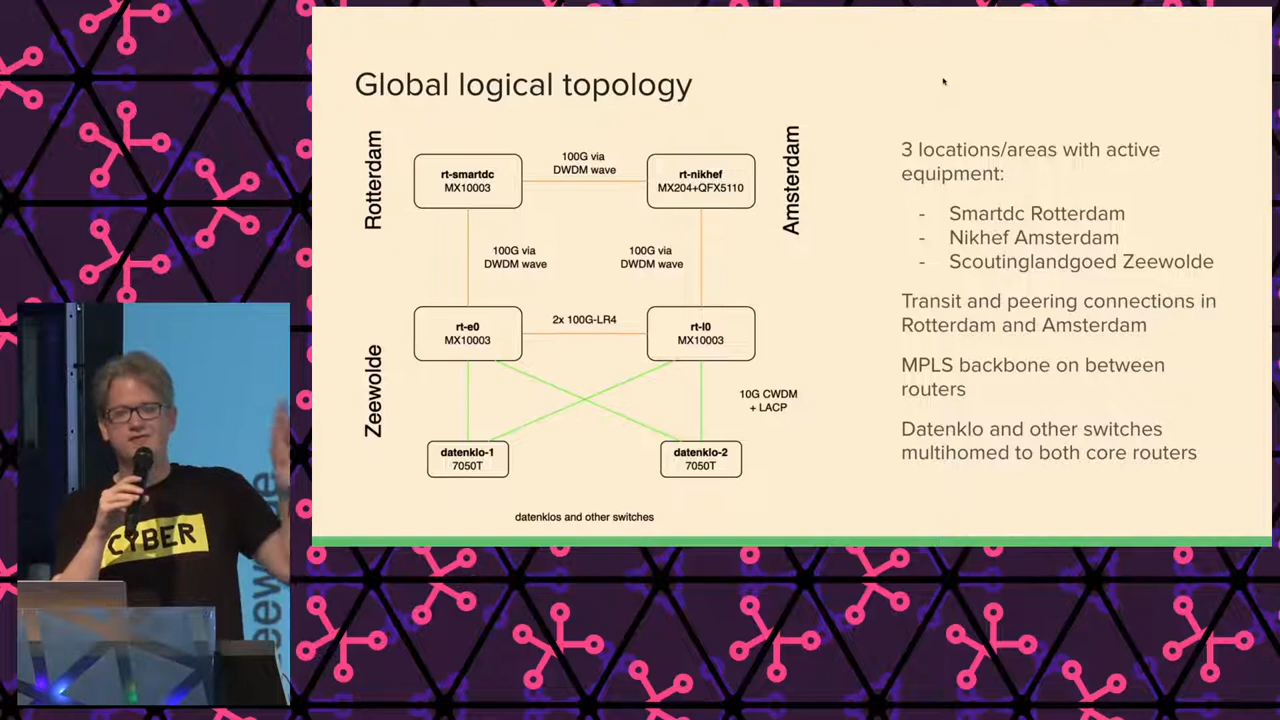 Global logical topology
Rotterdam
rt-smartdc
MX10003
100G via
DWDM wave
rt-nikhef
MX204+QFX5110
Amsterdam
100G via
DWDM wave
100G via
DWDM wave
Zeewolde
rt-e0
MX10003
2x 100G-LR4
rt-l0
MX10003
10G CWDM
+ LACP
datenklo-1
7050T
datenklo-2
7050T
datenklos and other switches
3 locations/areas with active
equipment:
- Smartdc Rotterdam
- Nikhef Amsterdam
- Scoutinglandgoed Zeewolde
Transit and peering connections in
Rotterdam and Amsterdam
MPLS backbone on between
routers
Datenklo and other switches
multihomed to both core routers
CYBER
eewolde